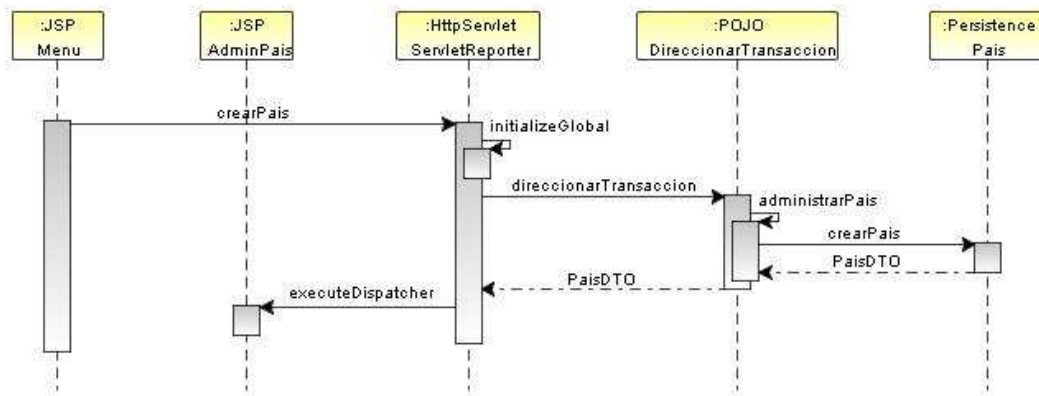 :JSP
Menu
:JSP
AdminPais
:HttpServlet
ServletReporter
:POJO
DireccionarTransaccion
:Persistence
Pais
crearPais
initializeGlobal
direccionarTransaccion
administrarPais
crearPais
PaisDTO
PaisDTO
executeDispatcher